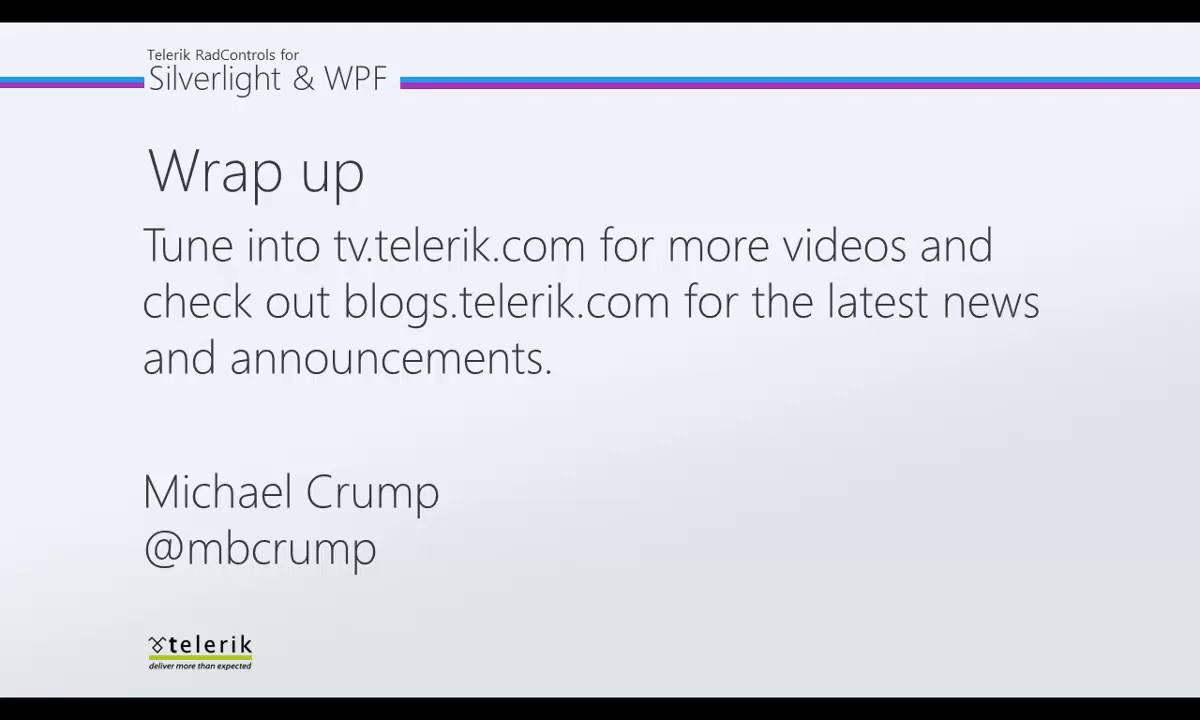 Telerik RadControls for
Silverlight & WPF
Wrap up
Tune into tv.telerik.com for more videos and
check out blogs.telerik.com for the latest news
and announcements.
Michael Crump
@mbcrump
telerik
deliver more than expected